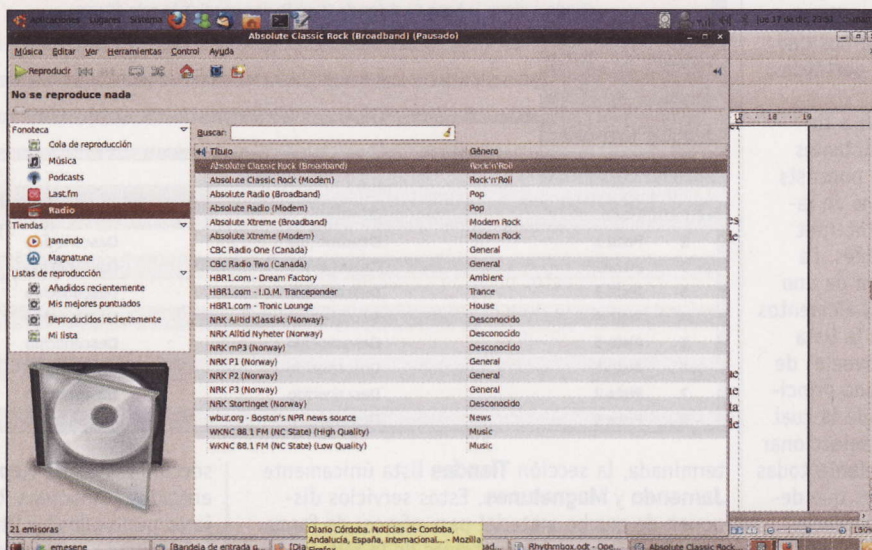 Aplicaciones Lugares Sistema
jue 17 de dic, 23:51
Absolute Classic Rock (Broadband) (Pausado)
Música Editar Ver Herramientas Control Ayuda
Reproducir
No se reproduce nada
Fonoteca
Cola de reproducción
Música
Podcasts
Last.fm
Radio
Tiendas
Jamendo
Magnatune
Listas de reproducción
Añadidos recientemente
Mis mejores puntuados
Reproducidos recientemente
Mi lista
Buscar:
Título Género
Absolute Classic Rock (Broadband) Rock'n'Roll
Absolute Classic Rock (Modem) Rock'n'Roll
Absolute Radio (Broadband) Pop
Absolute Radio (Modem) Pop
Absolute Xtreme (Broadband) Modern Rock
Absolute Xtreme (Modem) Modern Rock
CBC Radio One (Canada) General
CBC Radio Two (Canada) General
HBR1.com - Dream Factory Ambient
HBR1.com - I.D.M. Tranceponder Trance
HBR1.com - Tronic Lounge House
NRK Alltid Klassisk (Norway) Desconocido
NRK Alltid Nyheter (Norway) Desconocido
NRK mP3 (Norway) Desconocido
NRK P1 (Norway) General
NRK P2 (Norway) General
NRK P3 (Norway) General
NRK Stortinget (Norway) Desconocido
wbur.org - Boston's NPR news source News
WKNC 88.1 FM (NC State) (High Quality) Music
WKNC 88.1 FM (NC State) (Low Quality) Music
17 18 19
21 emisoras
Diario Córdoba. Noticias de Cordoba,
Andalucía, España, Internacional... - Mozilla
150%
emesene
[Bandeja de entrada
Rhythmbox.odt - Ope...
Absolute Classic Rock